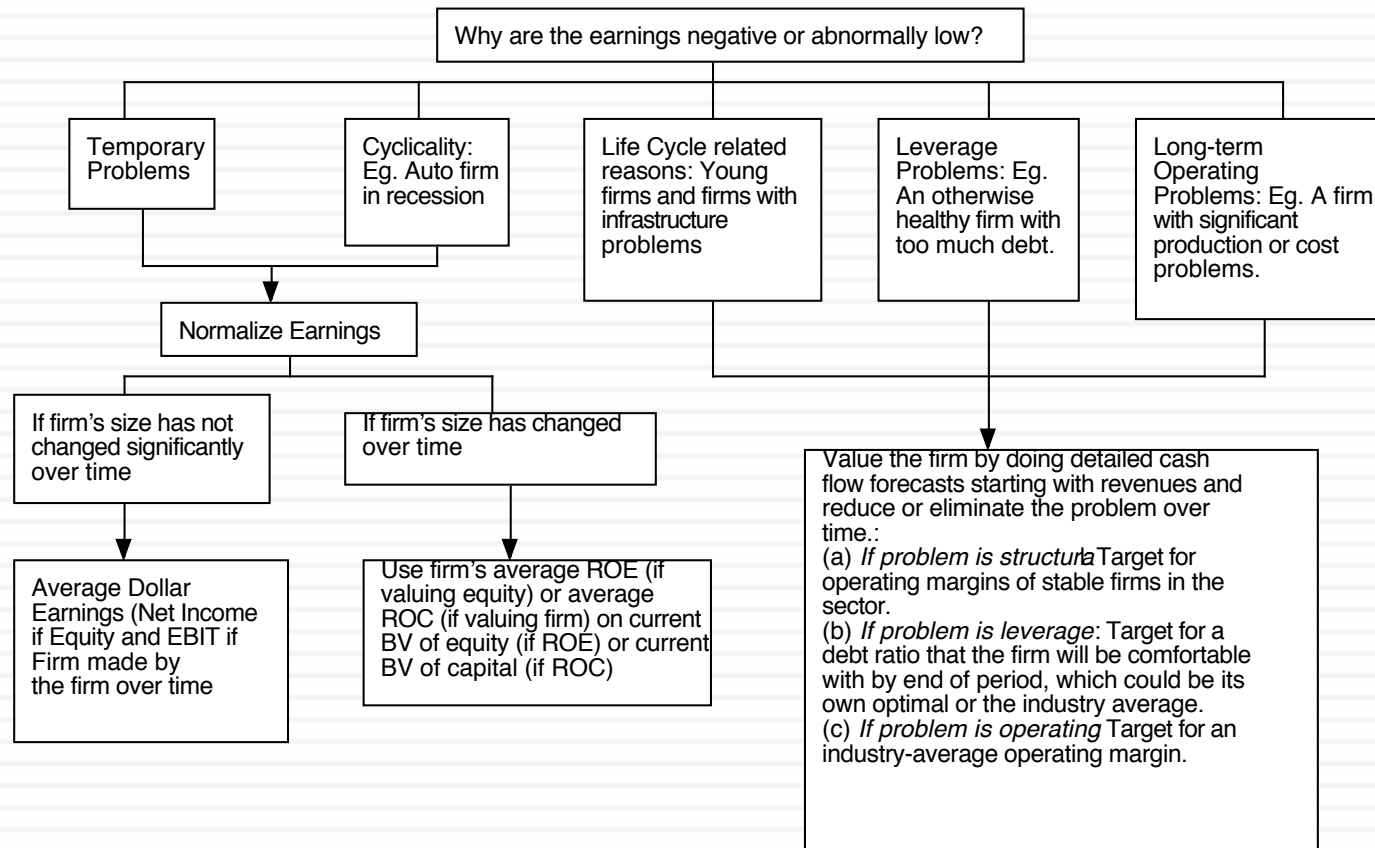 Why are the earnings negative or abnormally low?
Temporary
Problems
Cyclicality:
Eg. Auto firm
in recession
Life Cycle related
reasons: Young
firms and firms with
infrastructure
problems
Leverage
Problems: Eg.
An otherwise
healthy firm with
too much debt.
Long-term
Operating
Problems: Eg. A firm
with significant
production or cost
problems.
Normalize Earnings
If firm’s size has not
changed significantly
over time
If firm’s size has changed
over time
Average Dollar
Earnings (Net Income
if Equity and EBIT if
Firm made by
the firm over time
Use firm’s average ROE (if
valuing equity) or average
ROC (if valuing firm) on current
BV of equity (if ROE) or current
BV of capital (if ROC)
Value the firm by doing detailed cash
flow forecasts starting with revenues and
reduce or eliminate the problem over
time.:
(a) If problem is structural: Target for
operating margins of stable firms in the
sector.
(b) If problem is leverage: Target for a
debt ratio that the firm will be comfortable
with by end of period, which could be its
own optimal or the industry average.
(c) If problem is operating: Target for an
industry-average operating margin.